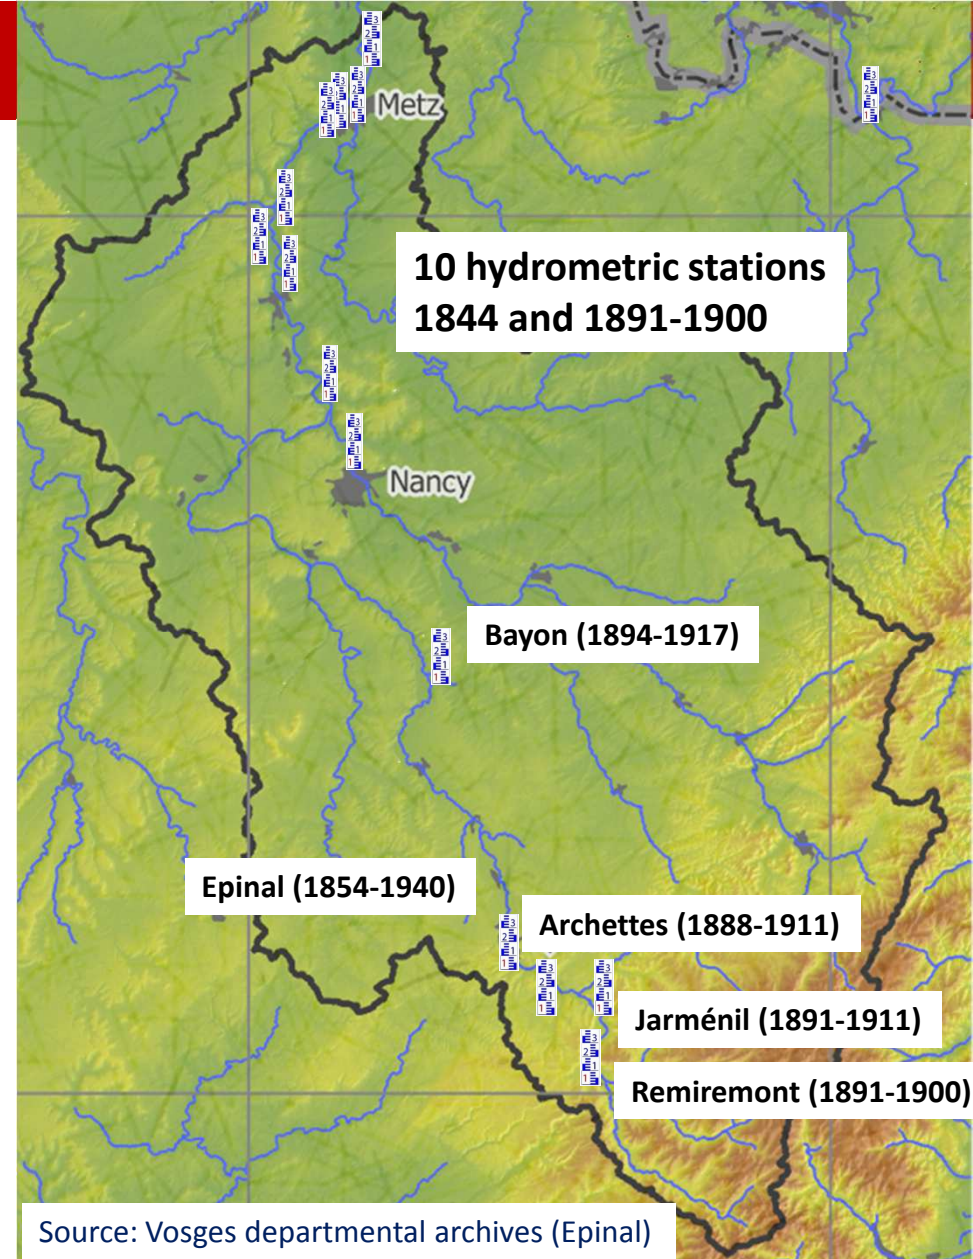 Metz
10 hydrometric stations
1844 and 1891-1900
Nancy
Bayon (1894-1917)
Epinal (1854-1940)
Archettes (1888-1911)
Jarménil (1891-1911)
Remiremont (1891-1900)
Source: Vosges departmental archives (Epinal)